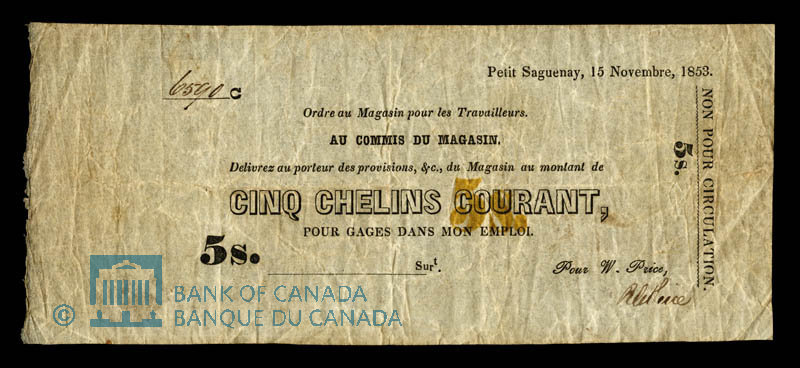 Petit Saguenay, 15 Novembre, 1853.
6590 C
Ordre au Magasin pour les Travailleurs.
AU COMMIS DU MAGASIN.
Delivrez au porteur des provisions, &c., du Magasin au montant de
CINQ CHELINS COURANT,
POUR GAGES DANS MON EMPLOI.
5s.
Surt.
Pour W. Price,
NON POUR CIRCULATION.
5s.
© BANK OF CANADA
BANQUE DU CANADA